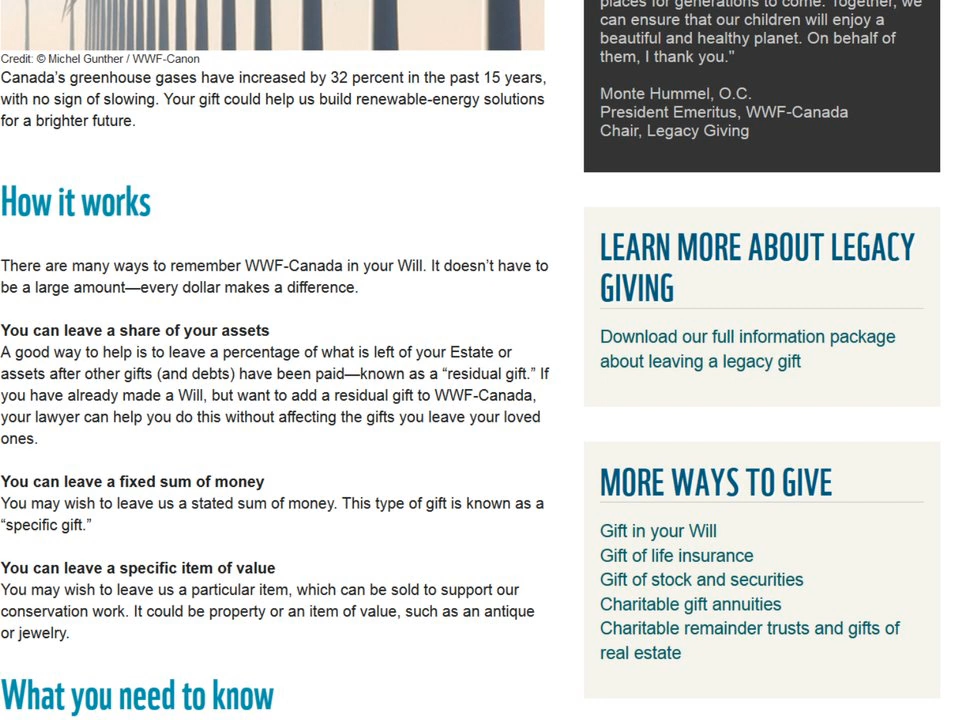 Credit: © Michel Gunther / WWF-Canon
Canada's greenhouse gases have increased by 32 percent in the past 15 years,
with no sign of slowing. Your gift could help us build renewable-energy solutions
for a brighter future.
How it works
There are many ways to remember WWF-Canada in your Will. It doesn't have to
be a large amount—every dollar makes a difference.
You can leave a share of your assets
A good way to help is to leave a percentage of what is left of your Estate or
assets after other gifts (and debts) have been paid—known as a “residual gift.” If
you have already made a Will, but want to add a residual gift to WWF-Canada,
your lawyer can help you do this without affecting the gifts you leave your loved
ones.
You can leave a fixed sum of money
You may wish to leave us a stated sum of money. This type of gift is known as a
“specific gift.”
You can leave a specific item of value
You may wish to leave us a particular item, which can be sold to support our
conservation work. It could be property or an item of value, such as an antique
or jewelry.
What you need to know
places for generations to come. Together, we
can ensure that our children will enjoy a
beautiful and healthy planet. On behalf of
them, I thank you."
Monte Hummel, O.C.
President Emeritus, WWF-Canada
Chair, Legacy Giving
LEARN MORE ABOUT LEGACY
GIVING
Download our full information package
about leaving a legacy gift
MORE WAYS TO GIVE
Gift in your Will
Gift of life insurance
Gift of stock and securities
Charitable gift annuities
Charitable remainder trusts and gifts of
real estate